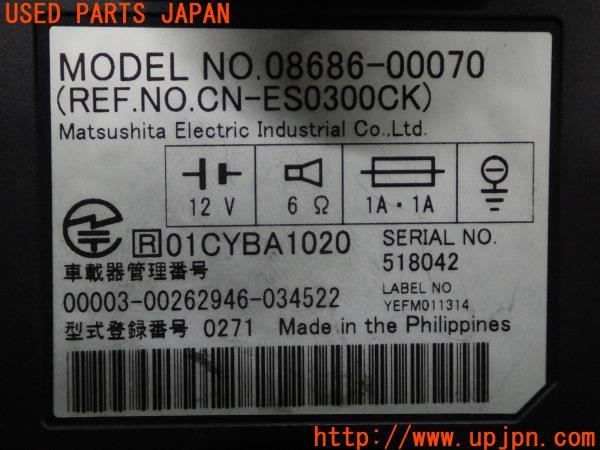 USED PARTS JAPAN
MODEL NO.08686-00070
(REF.NO.CN-ES0300CK)
Matsushita Electric Industrial Co.,Ltd.
12 V
6 Ω
1A・1A
R 01CYBA1020
SERIAL NO.
518042
車載器管理番号
00003-00262946-034522
LABEL NO
YEFM011314
型式登録番号 0271 Made in the Philippines
UPJ http://www.upjpn.com